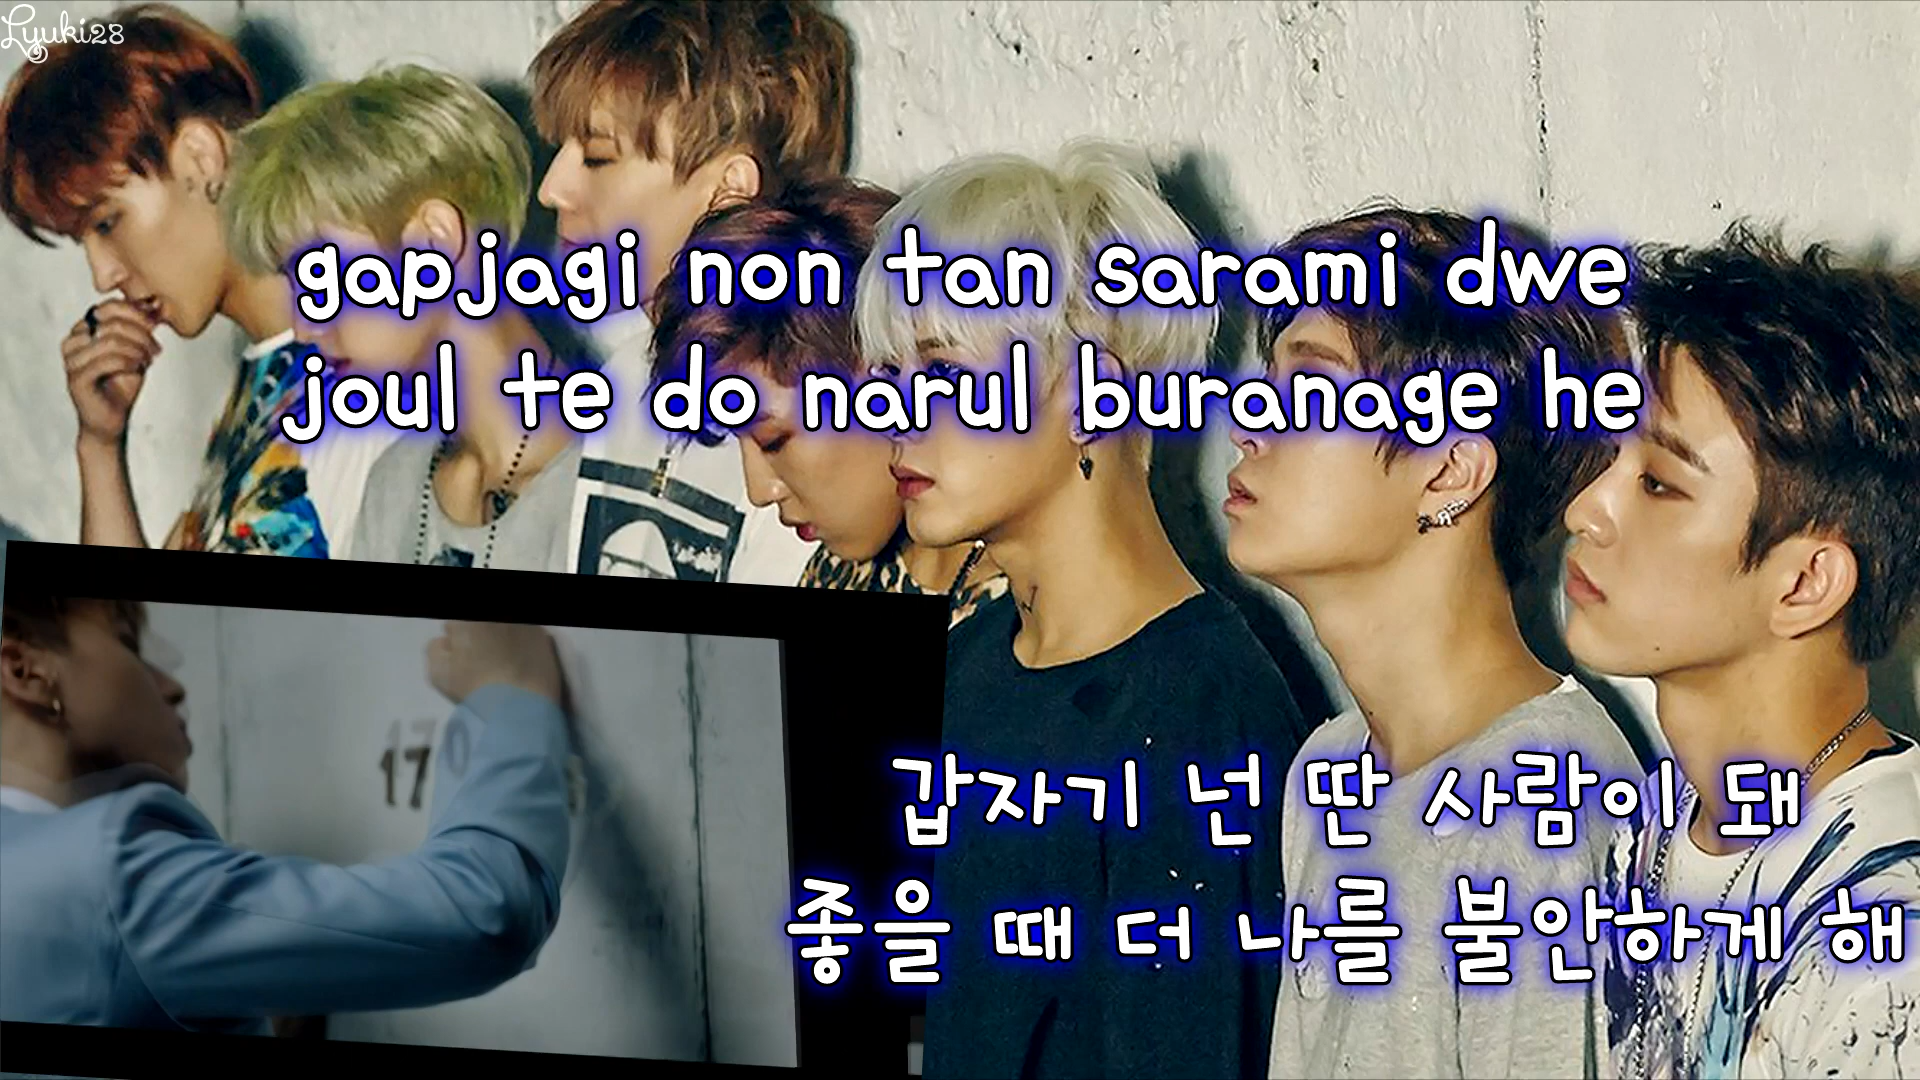 Lyuki28
gapjagi non tan sarami dwe
joul te do narul buranage he
170
17
갑자기 넌 딴 사람이 돼
좋을 때 더 나를 불안하게 해